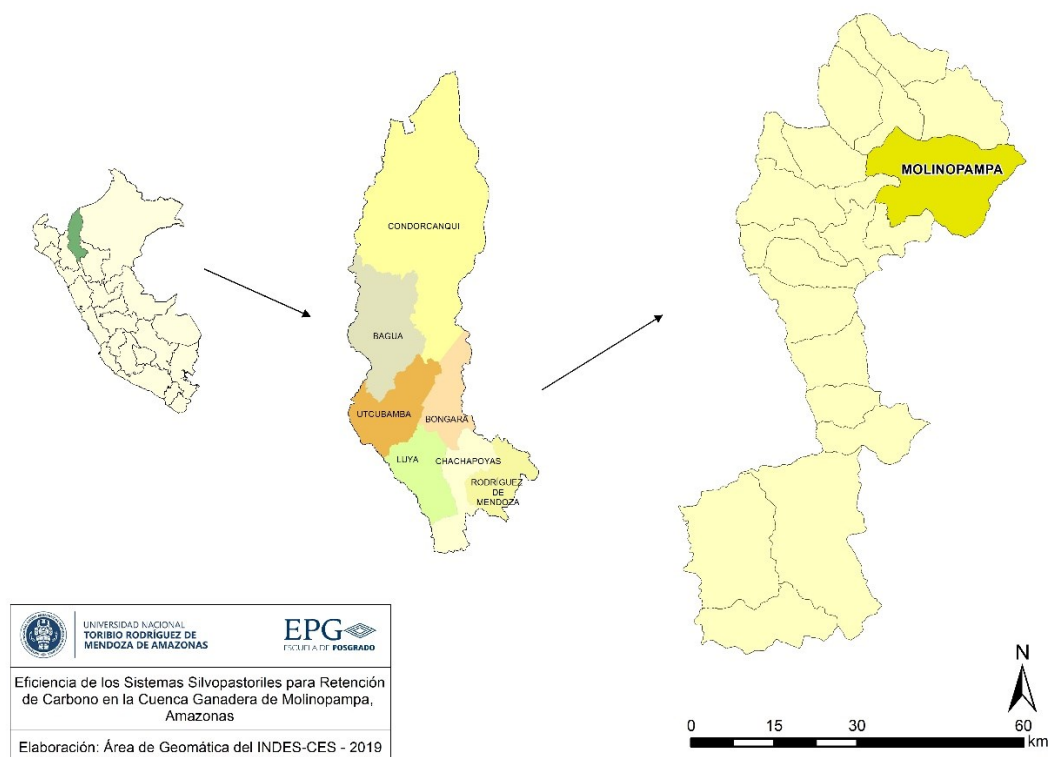 MOLINOPAMPA
CONDORCANQUI
BAGUA
UTCUBAMBA
BONGARÁ
LUYA
CHACHAPOYAS
RODRÍGUEZ
DE
MENDOZA
UNIVERSIDAD NACIONAL
TORIBIO RODRÍGUEZ DE
MENDOZA DE AMAZONAS
EPG
ESCUELA DE POSGRADO
Eficiencia de los Sistemas Silvopastoriles para Retención
de Carbono en la Cuenca Ganadera de Molinopampa,
Amazonas
Elaboración: Área de Geomática del INDES-CES - 2019
N
0 15 30 60
km